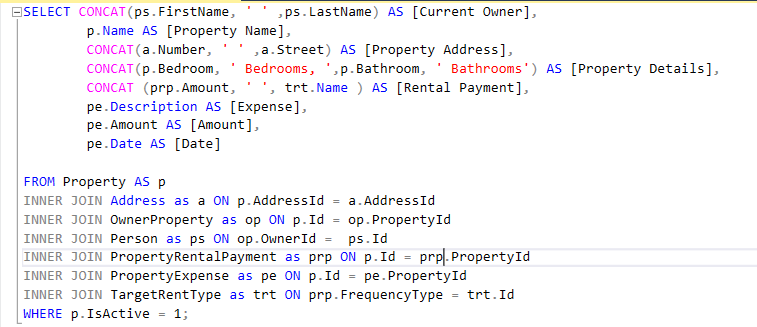 SELECT CONCAT(ps.FirstName, ' ' ,ps.LastName) AS [Current Owner],
p.Name AS [Property Name],
CONCAT(a.Number, ' ' ,a.Street) AS [Property Address],
CONCAT(p.Bedroom, ' Bedrooms, ',p.Bathroom, ' Bathrooms') AS [Property Details],
CONCAT (prp.Amount, ' ', trt.Name ) AS [Rental Payment],
pe.Description AS [Expense],
pe.Amount AS [Amount],
pe.Date AS [Date]
FROM Property AS p
INNER JOIN Address as a ON p.AddressId = a.AddressId
INNER JOIN OwnerProperty as op ON p.Id = op.PropertyId
INNER JOIN Person as ps ON op.OwnerId =  ps.Id
INNER JOIN PropertyRentalPayment as prp ON p.Id = prp.PropertyId
INNER JOIN PropertyExpense as pe ON p.Id = pe.PropertyId
INNER JOIN TargetRentType as trt ON prp.FrequencyType = trt.Id
WHERE p.IsActive = 1;